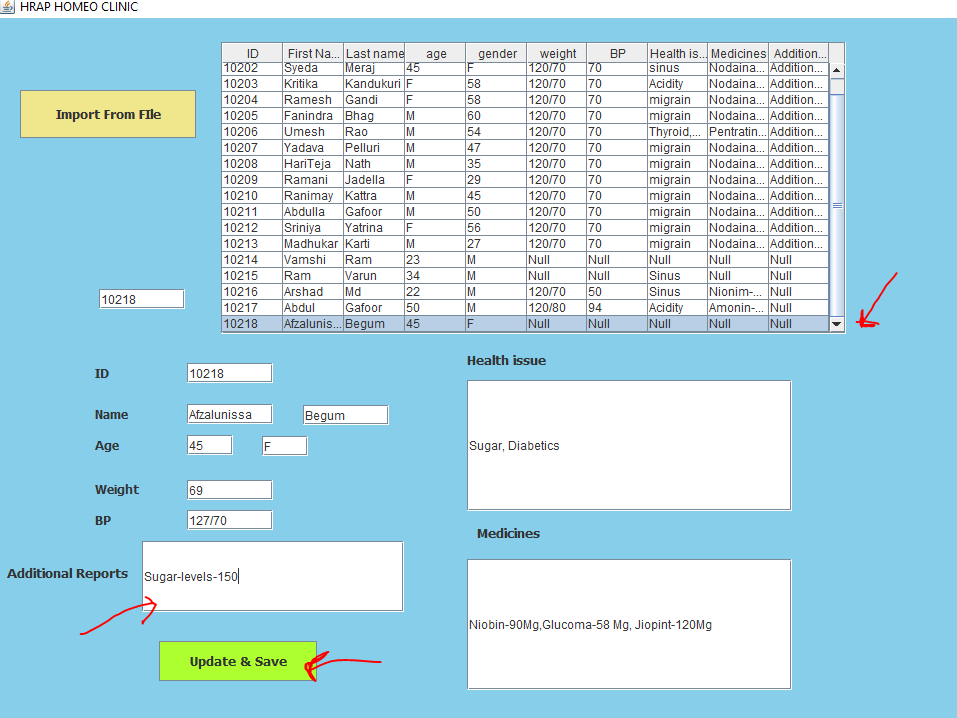 HRAP HOMEO CLINIC
ID First Na... Last name age gender weight BP Health is... Medicines Addition...
10202 Syeda Meraj 45 F 120/70 70 sinus Nodaina... Addition...
10203 Kritika Kandukuri F 58 120/70 70 Acidity Nodaina... Addition...
10204 Ramesh Gandi F 58 120/70 70 migrain Nodaina... Addition...
10205 Fanindra Bhag M 60 120/70 70 migrain Nodaina... Addition...
10206 Umesh Rao M 54 120/70 70 Thyroid,... Pentratin... Addition...
10207 Yadava Pelluri M 47 120/70 70 migrain Nodaina... Addition...
10208 HariTeja Nath M 35 120/70 70 migrain Nodaina... Addition...
10209 Ramani Jadella F 29 120/70 70 migrain Nodaina... Addition...
10210 Ranimay Kattra M 45 120/70 70 migrain Nodaina... Addition...
10211 Abdulla Gafoor M 50 120/70 70 migrain Nodaina... Addition...
10212 Sriniya Yatrina F 56 120/70 70 migrain Nodaina... Addition...
10213 Madhukar Karti M 27 120/70 70 migrain Nodaina... Addition...
10214 Vamshi Ram 23 M Null Null Null Null Null
10215 Ram Varun 34 M Null Null Sinus Null Null
10216 Arshad Md 22 M 120/70 50 Sinus Nionim-... Null
10217 Abdul Gafoor 50 M 120/80 94 Acidity Amonin-... Null
10218 Afzalunis... Begum 45 F Null Null Null Null Null
Import From FIle
10218
ID 10218
Name Afzalunissa Begum
Age 45 F
Weight 69
BP 127/70
Additional Reports Sugar-levels-150
Update & Save
Health issue
Sugar, Diabetics
Medicines
Niobin-90Mg,Glucoma-58 Mg, Jiopint-120Mg